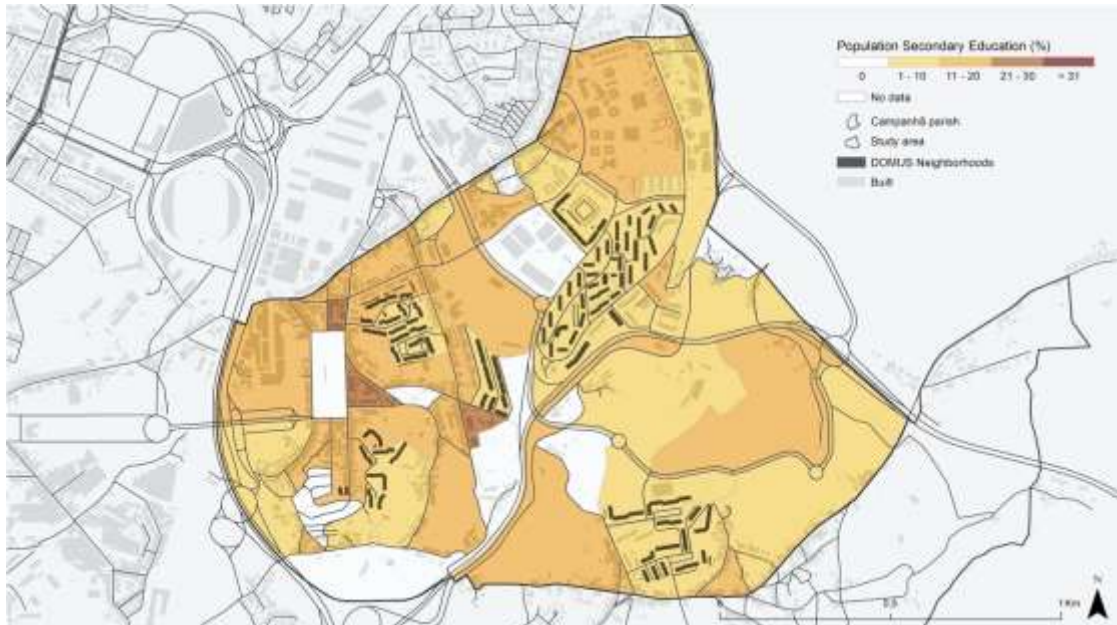 Population Secondary Education (%)
0 1 - 10 11 - 20 21 - 30 > 31
No data
Campanhã parish
Study area
DOMUS Neighborhoods
Built
N
0 0,5 1 Km